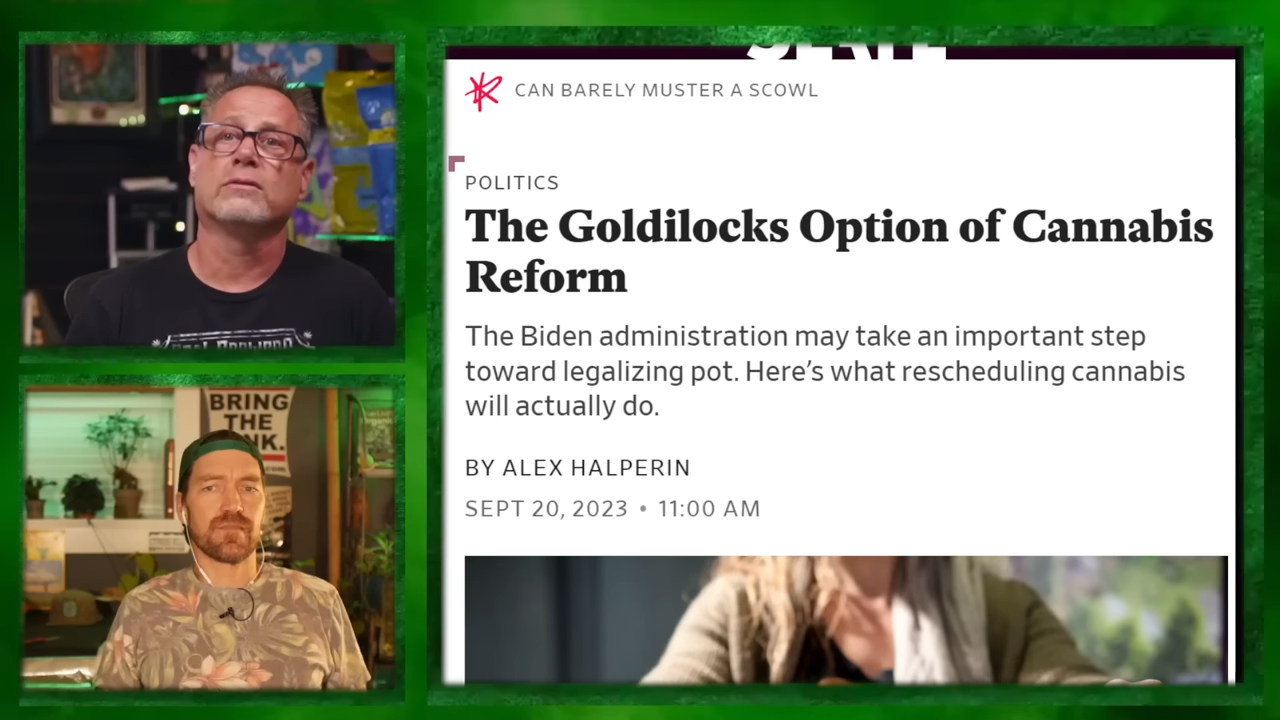 CAN BARELY MUSTER A SCOWL
POLITICS
The Goldilocks Option of Cannabis
Reform
The Biden administration may take an important step
toward legalizing pot. Here’s what rescheduling cannabis
will actually do.
BY ALEX HALPERIN
SEPT 20, 2023 • 11:00 AM
BRING
THE